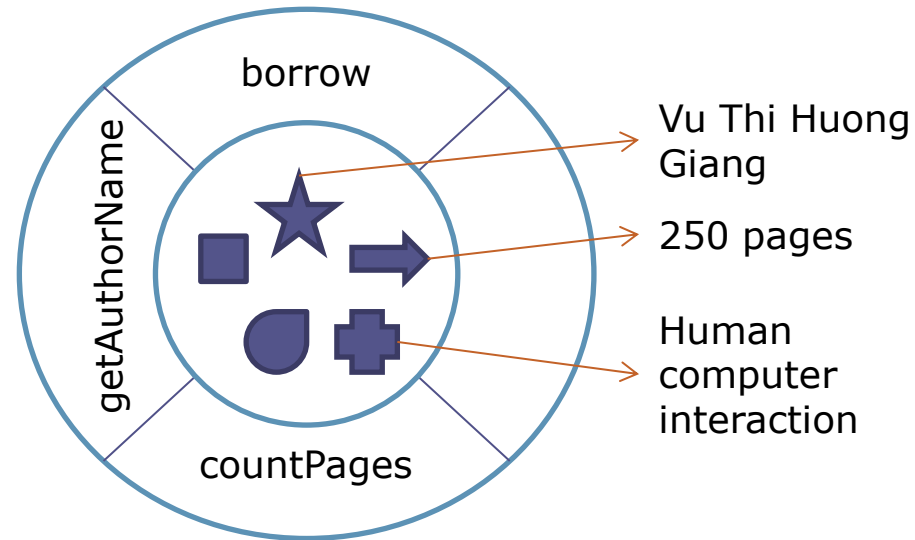 borrow
getAuthorName
countPages
Vu Thi Huong
Giang
250 pages
Human
computer
interaction